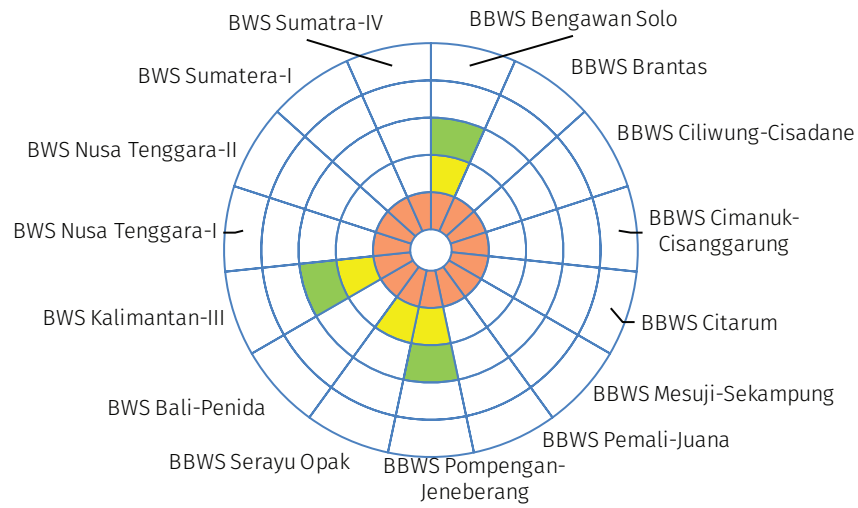 BWS Sumatra-IV
BBWS Bengawan Solo
BWS Sumatera-I
BBWS Brantas
BWS Nusa Tenggara-II
BBWS Ciliwung-Cisadane
BWS Nusa Tenggara-I
BBWS Cimanuk-
Cisanggarung
BWS Kalimantan-III
BBWS Citarum
BWS Bali-Penida
BBWS Mesuji-Sekampung
BBWS Serayu Opak
BBWS Pemali-Juana
BBWS Pompengan-
Jeneberang